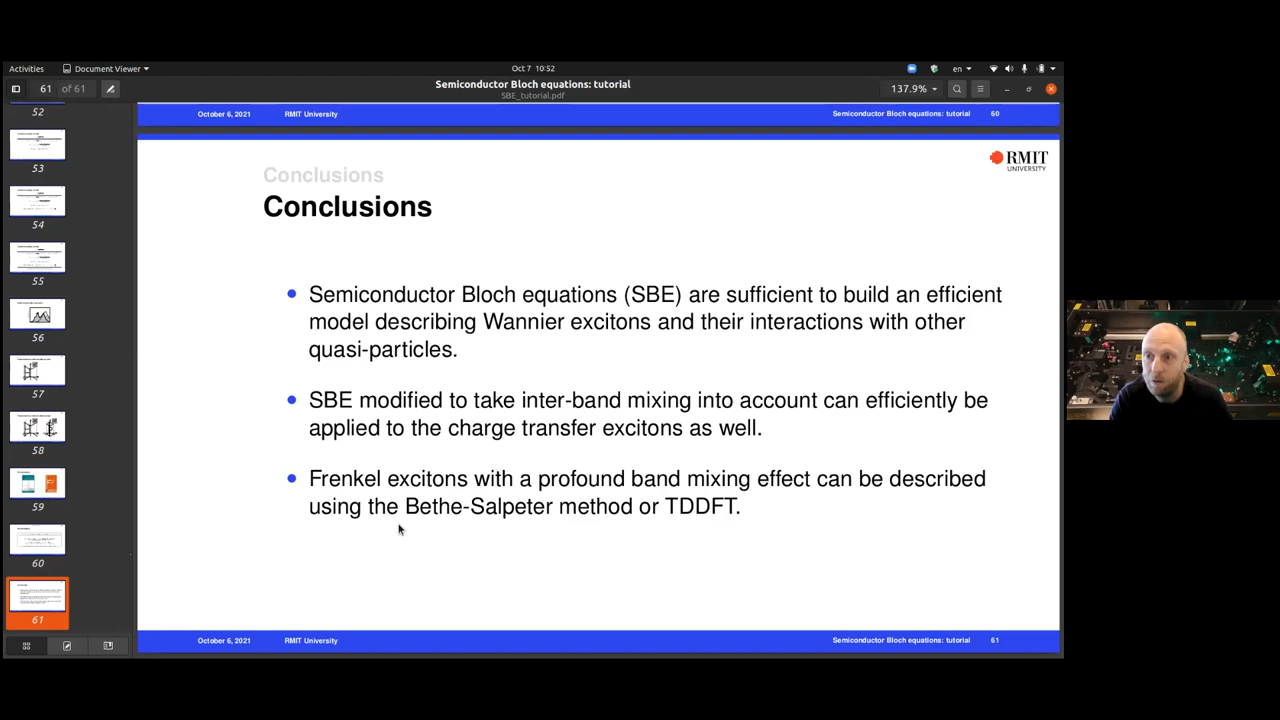 Activities
Document Viewer
Oct 7 10:52
en
61 of 61
Semiconductor Bloch equations: tutorial
SBE_tutorial.pdf
137.9%
52
53
54
55
56
57
58
59
60
61
October 6, 2021
RMIT University
Semiconductor Bloch equations: tutorial
60
RMIT
UNIVERSITY
Conclusions
Conclusions
Semiconductor Bloch equations (SBE) are sufficient to build an efficient
model describing Wannier excitons and their interactions with other
quasi-particles.
SBE modified to take inter-band mixing into account can efficiently be
applied to the charge transfer excitons as well.
Frenkel excitons with a profound band mixing effect can be described
using the Bethe-Salpeter method or TDDFT.
October 6, 2021
RMIT University
Semiconductor Bloch equations: tutorial
61